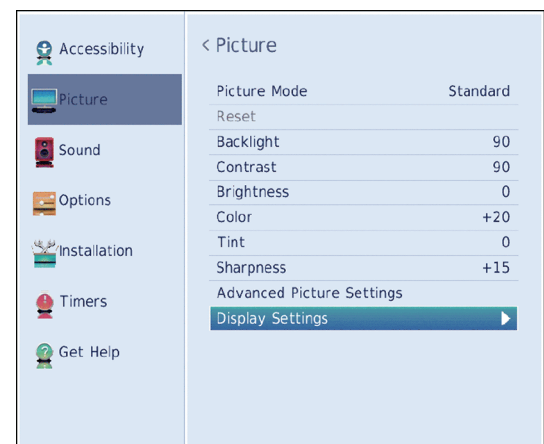 Accessibility
Picture
Sound
Options
Installation
Timers
Get Help
< Picture
Picture Mode Standard
Reset
Backlight 90
Contrast 90
Brightness 0
Color +20
Tint 0
Sharpness +15
Advanced Picture Settings
Display Settings